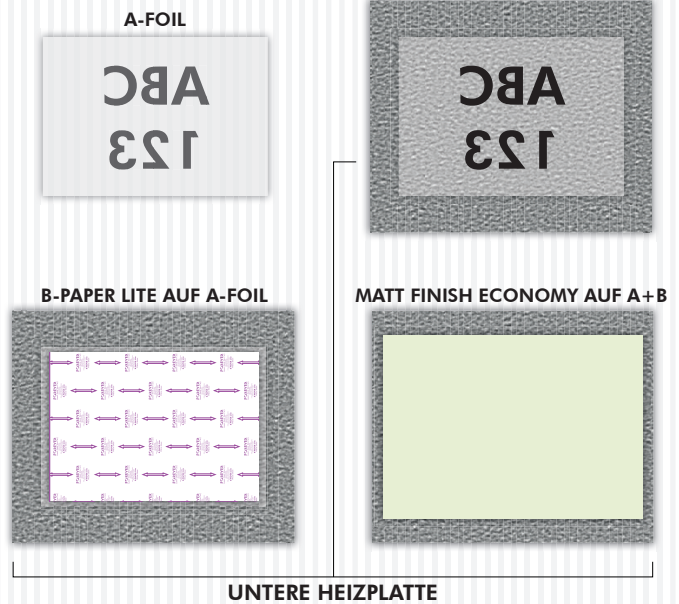 A-FOIL
ABC
123
ABC
123
B-PAPER LITE AUF A-FOIL
MATT FINISH ECONOMY AUF A+B
UNTERE HEIZPLATTE